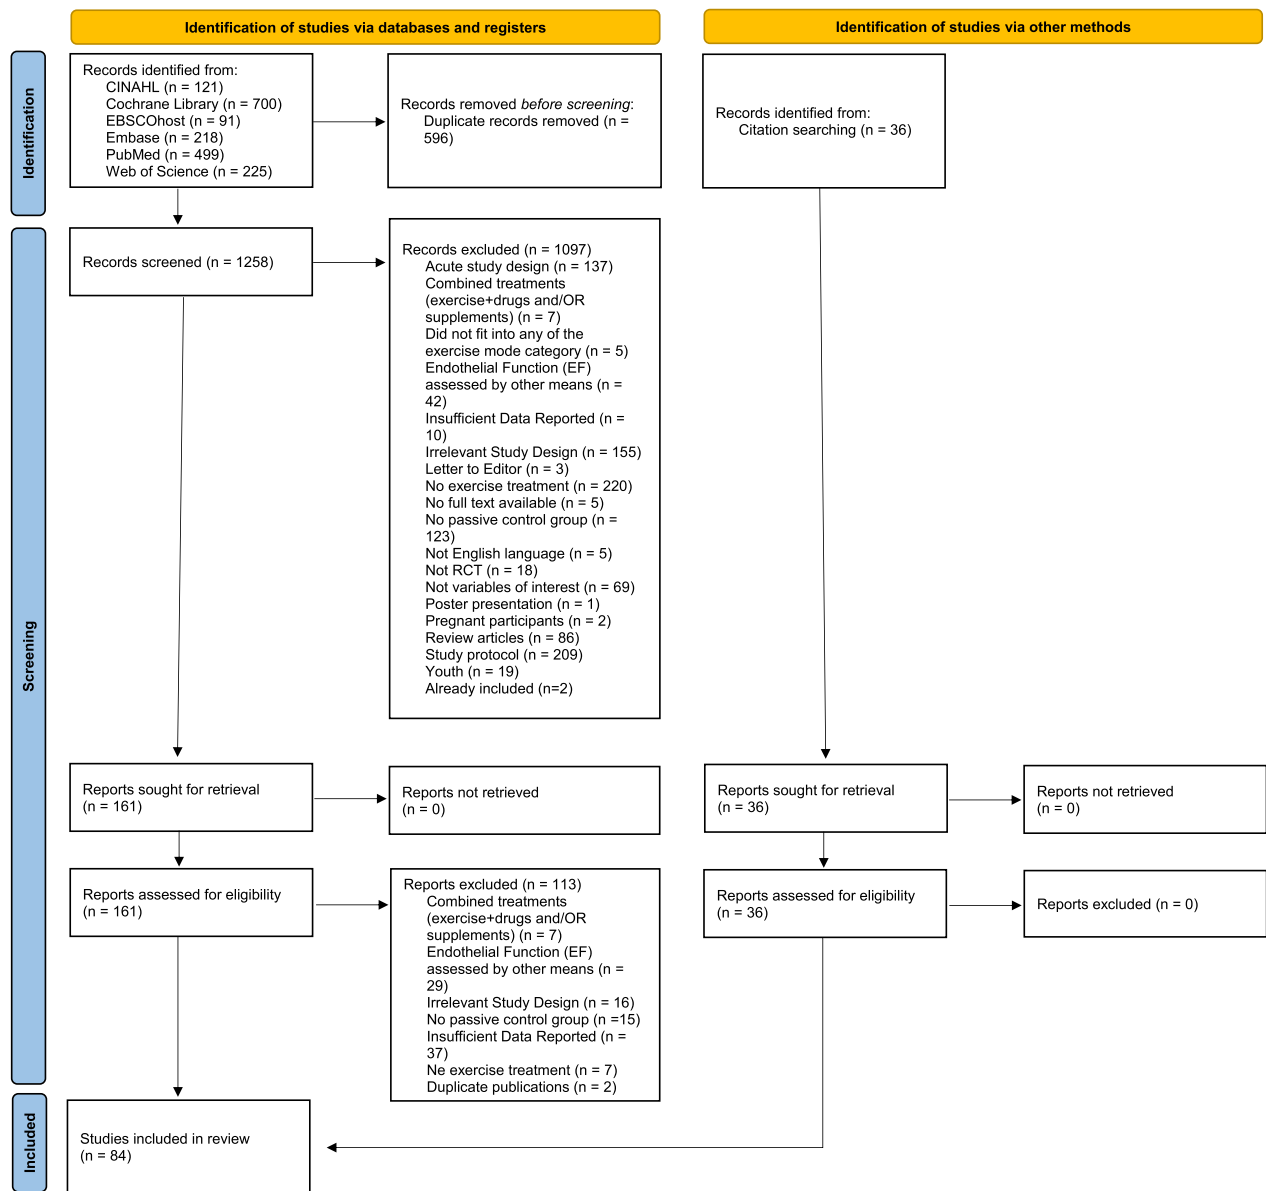 Identification of studies via databases and registers
Identification of studies via other methods
Identification
Records identified from:
CINAHL (n = 121)
Cochrane Library (n = 700)
EBSCOhost (n = 91)
Embase (n = 218)
PubMed (n = 499)
Web of Science (n = 225)
Records removed before screening:
Duplicate records removed (n =
596)
Records identified from:
Citation searching (n = 36)
Screening
Records screened (n = 1258)
Records excluded (n = 1097)
Acute study design (n = 137)
Combined treatments
(exercise+drugs and/OR
supplements) (n = 7)
Did not fit into any of the
exercise mode category (n = 5)
Endothelial Function (EF)
assessed by other means (n =
42)
Insufficient Data Reported (n =
10)
Irrelevant Study Design (n = 155)
Letter to Editor (n = 3)
No exercise treatment (n = 220)
No full text available (n = 5)
No passive control group (n =
123)
Not English language (n = 5)
Not RCT (n = 18)
Not variables of interest (n = 69)
Poster presentation (n = 1)
Pregnant participants (n = 2)
Review articles (n = 86)
Study protocol (n = 209)
Youth (n = 19)
Already included (n=2)
Reports sought for retrieval
(n = 161)
Reports not retrieved
(n = 0)
Reports sought for retrieval
(n = 36)
Reports not retrieved
(n = 0)
Reports assessed for eligibility
(n = 161)
Reports excluded (n = 113)
Combined treatments
(exercise+drugs and/OR
supplements) (n = 7)
Endothelial Function (EF)
assessed by other means (n =
29)
Irrelevant Study Design (n = 16)
No passive control group (n =15)
Insufficient Data Reported (n =
37)
Ne exercise treatment (n = 7)
Duplicate publications (n = 2)
Reports assessed for eligibility
(n = 36)
Reports excluded (n = 0)
Included
Studies included in review
(n = 84)